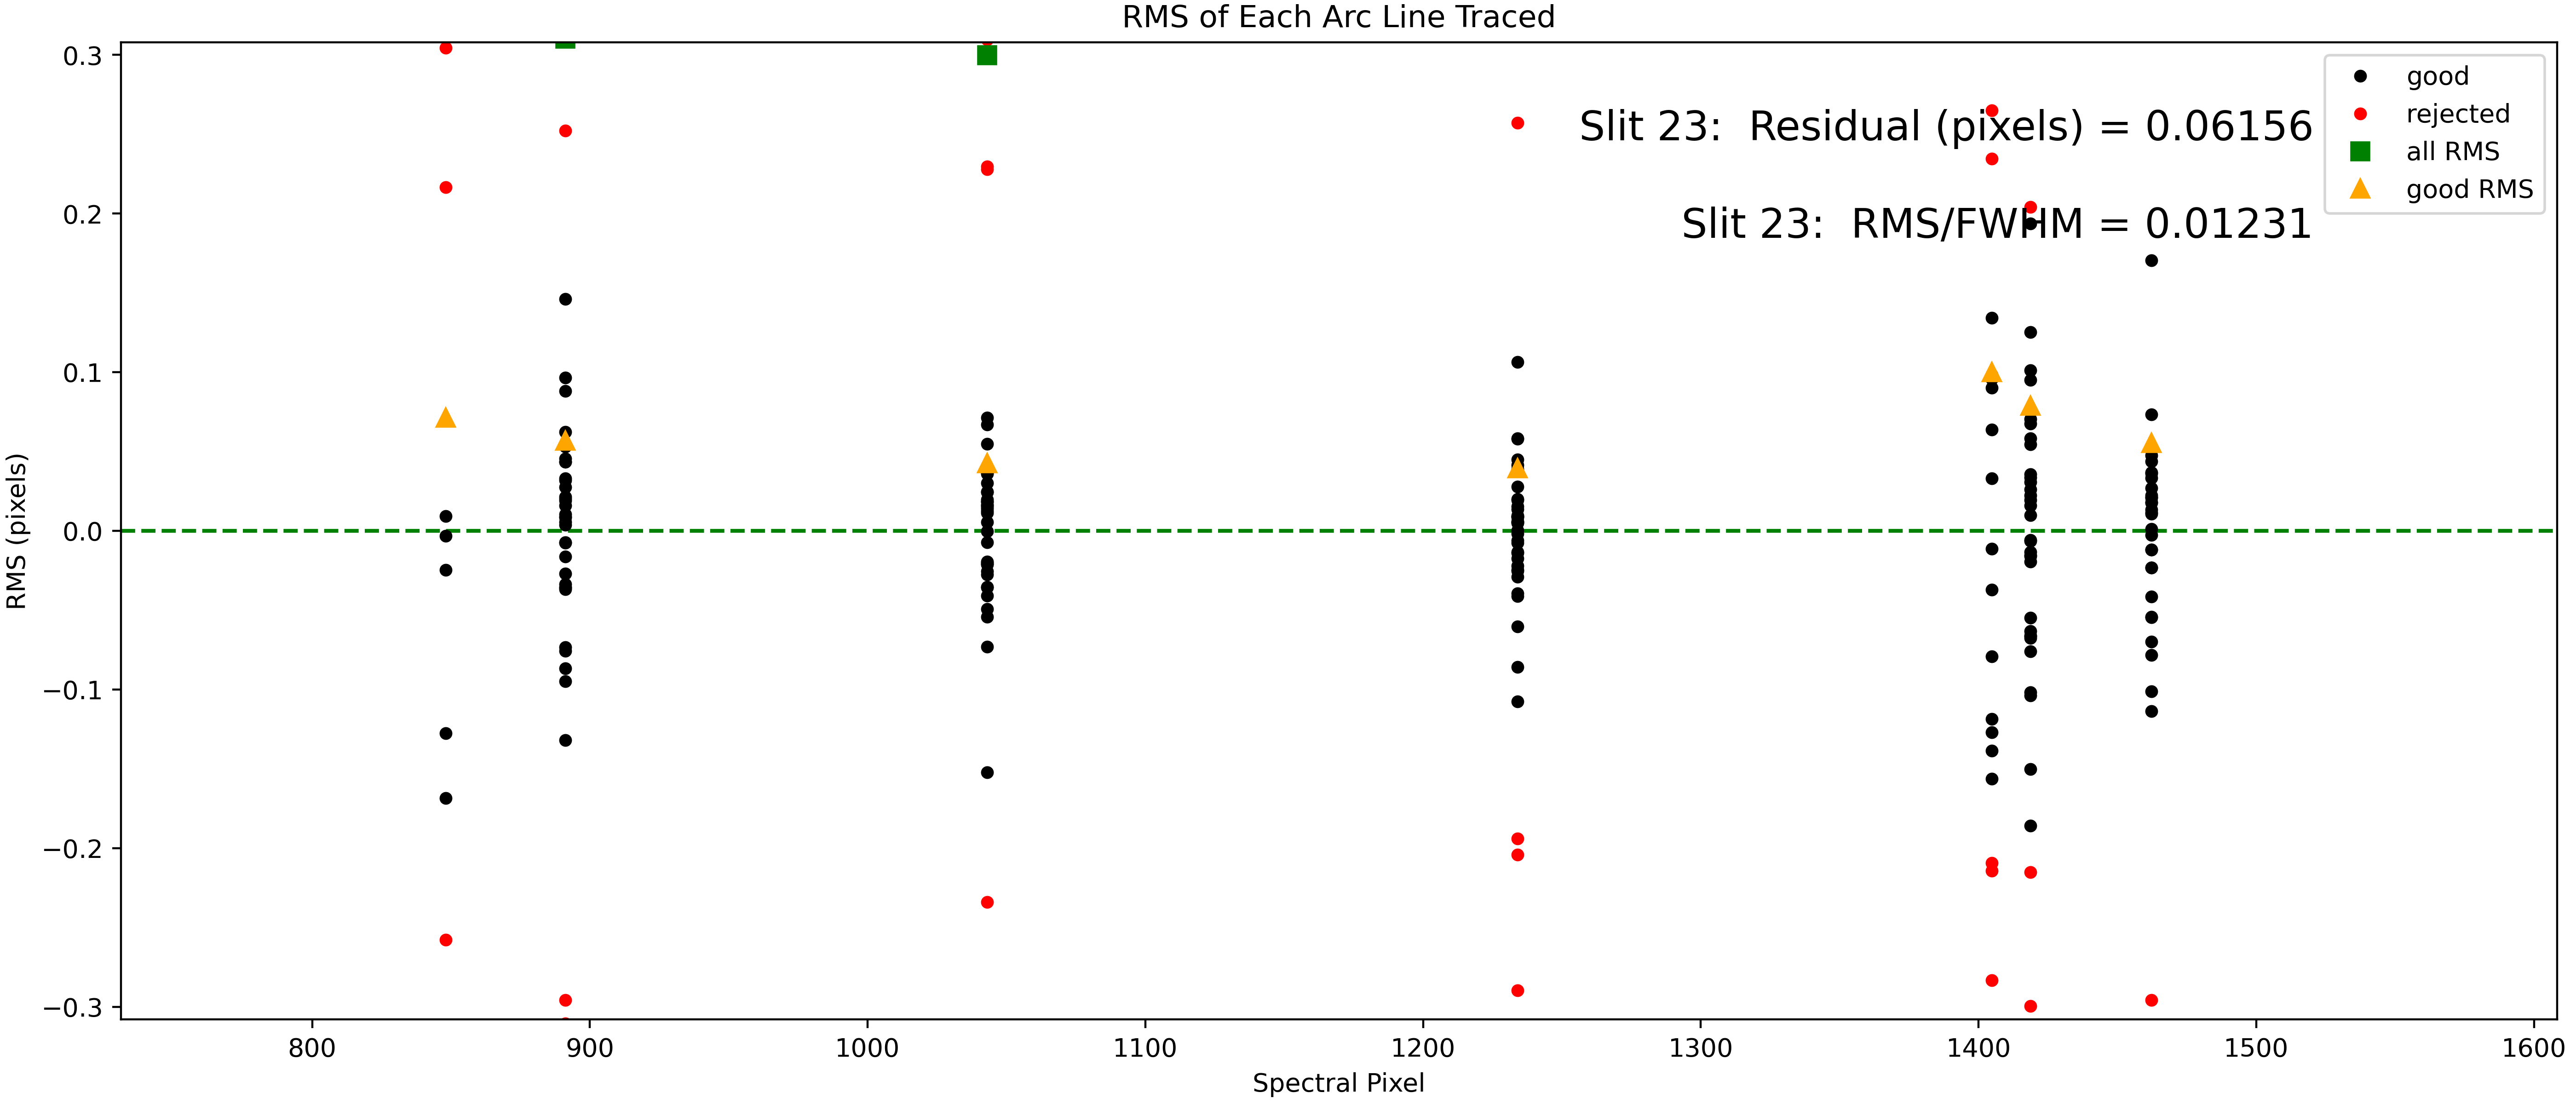 RMS of Each Arc Line Traced
0.3
0.2
0.1
0.0
−0.1
−0.2
−0.3
RMS (pixels)
Slit 23:  Residual (pixels) = 0.06156
Slit 23:  RMS/FWHM = 0.01231
good
rejected
all RMS
good RMS
800 900 1000 1100 1200 1300 1400 1500 1600
Spectral Pixel